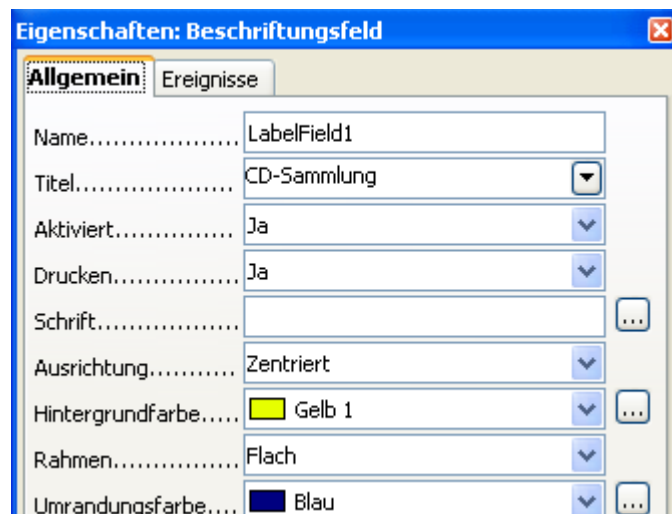 Eigenschaften: Beschriftungsfeld
Allgemein Ereignisse
Name................... LabelField1
Titel.................... CD-Sammlung
Aktiviert............... Ja
Drucken................ Ja
Schrift..................
Ausrichtung........... Zentriert
Hintergrundfarbe..... Gelb 1
Rahmen................ Flach
Umrandungsfarbe.... Blau